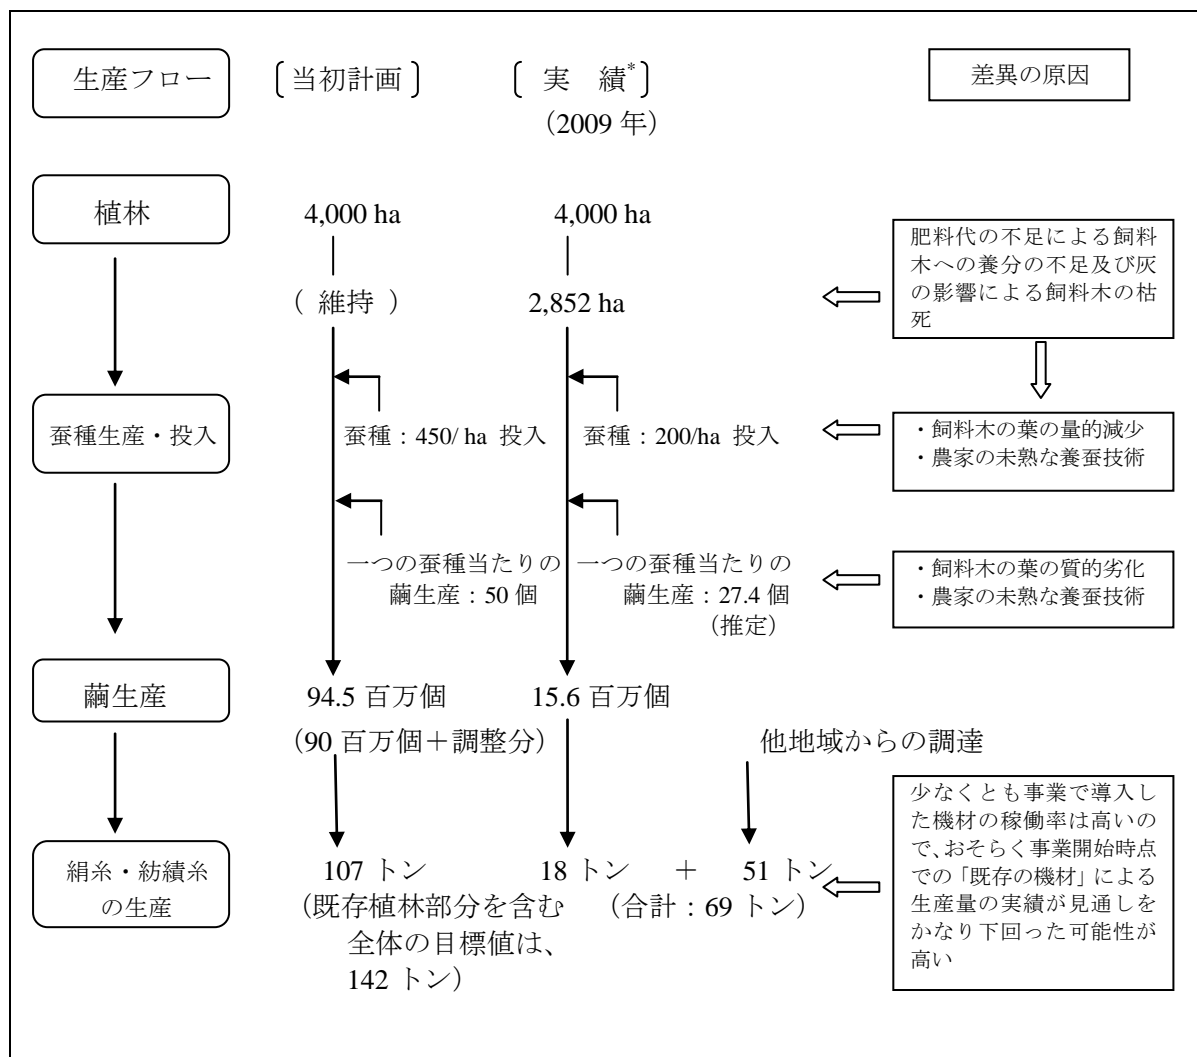 生産フロー
〔当初計画〕
〔実 績*〕
(2009 年)
差異の原因
植林
4,000 ha
4,000 ha
( 維持 )
2,852 ha
肥料代の不足による飼料
木への養分の不足及び灰
の影響による飼料木の枯
死
蚕種生産・投入
蚕種：450/ ha 投入
蚕種：200/ha 投入
・飼料木の葉の量的減少
・農家の未熟な養蚕技術
一つの蚕種当たりの
繭生産：50 個
一つの蚕種当たりの
繭生産：27.4 個
(推定)
・飼料木の葉の質的劣化
・農家の未熟な養蚕技術
繭生産
94.5 百万個
(90 百万個＋調整分)
15.6 百万個
他地域からの調達
絹糸・紡績糸
の生産
107 トン
(既存植林部分を含む
全体の目標値は、
142 トン)
18 トン ＋ 51 トン
(合計：69 トン)
少なくとも事業で導入し
た機材の稼働率は高いの
で、おそらく事業開始時点
での「既存の機材」による
生産量の実績が見通しを
かなり下回った可能性が
高い